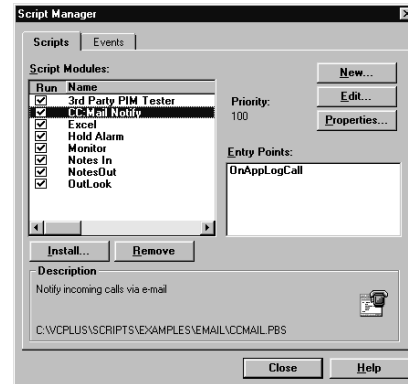 Script Manager
Scripts
Events
Script Modules:
Run Name
3rd Party PIM Tester
CC:Mail Notify
Excel
Hold Alarm
Monitor
Notes In
NotesOut
OutLook
Priority:
100
New...
Edit...
Properties...
Entry Points:
OnAppLogCall
Install...
Remove
Description
Notify incoming calls via e-mail
C:\VCPLUS\SCRIPTS\EXAMPLES\EMAIL\CCMAIL.PBS
Close
Help